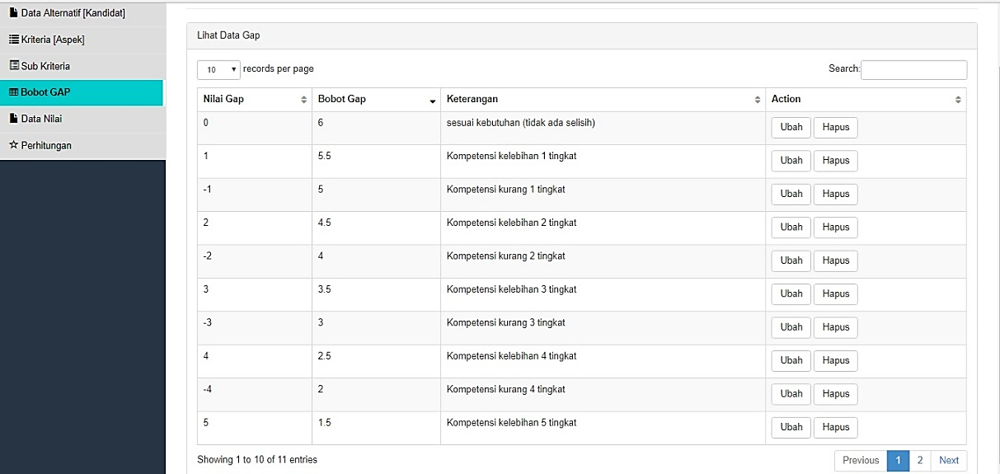 Data Alternatif [Kandidat]
Kriteria [Aspek]
Sub Kriteria
Bobot GAP
Data Nilai
Perhitungan
Lihat Data Gap
10 records per page Search:
Nilai Gap Bobot Gap Keterangan Action
0 6 sesuai kebutuhan (tidak ada selisih) Ubah Hapus
1 5.5 Kompetensi kelebihan 1 tingkat Ubah Hapus
-1 5 Kompetensi kurang 1 tingkat Ubah Hapus
2 4.5 Kompetensi kelebihan 2 tingkat Ubah Hapus
-2 4 Kompetensi kurang 2 tingkat Ubah Hapus
3 3.5 Kompetensi kelebihan 3 tingkat Ubah Hapus
-3 3 Kompetensi kurang 3 tingkat Ubah Hapus
4 2.5 Kompetensi kelebihan 4 tingkat Ubah Hapus
-4 2 Kompetensi kurang 4 tingkat Ubah Hapus
5 1.5 Kompetensi kelebihan 5 tingkat Ubah Hapus
Showing 1 to 10 of 11 entries Previous 1 2 Next